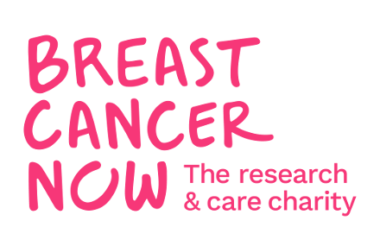 BREAST
CANCER
NOW
The research
& care charity